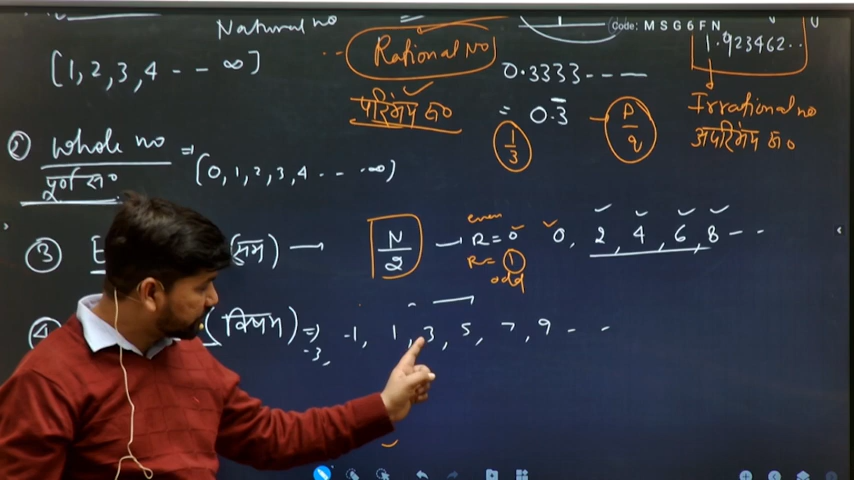 Natural no
[1, 2, 3, 4 - - ∞]
Rational No
परिमेय सं०
0.3333----
= 0.3̅
1/3
P/q
Code: M S G 6 F N
1.923462..
Irrational no
अपरिमेय सं०
② Whole no =
पूर्ण सं०
(0, 1, 2, 3, 4 - - - ∞)
③ E (सम) —
N/2
even
R = 0
R = 1
odd
0, 2, 4, 6, 8 - -
④ (विषम) ⇒ -3, -1, 1, 3, 5, 7, 9 - -